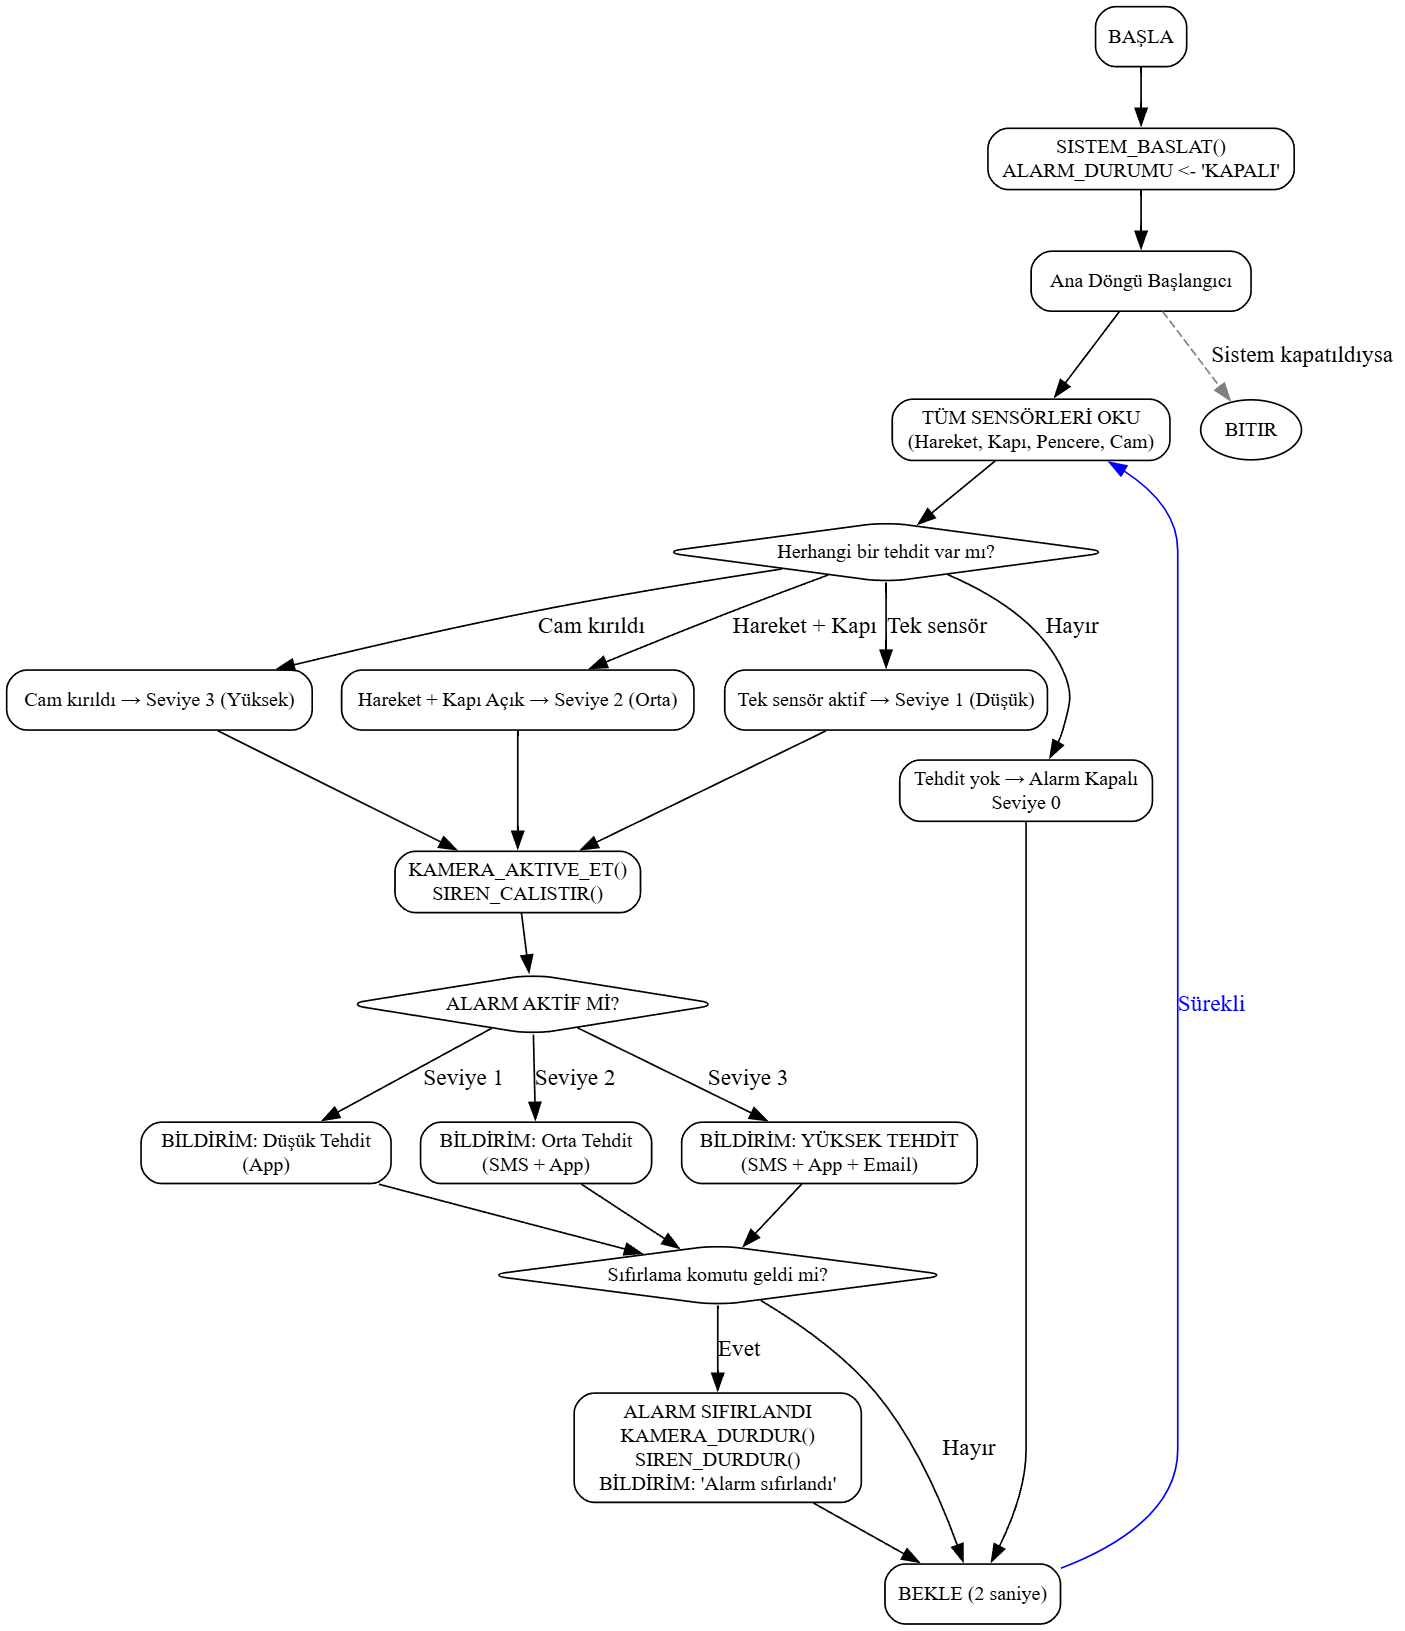 BAŞLA
SISTEM_BASLAT()
ALARM_DURUMU <- 'KAPALI'
Ana Döngü Başlangıcı
Sistem kapatıldıysa
TÜM SENSÖRLERİ OKU
(Hareket, Kapı, Pencere, Cam)
BITIR
Herhangi bir tehdit var mı?
Cam kırıldı
Hareket + Kapı
Tek sensör
Hayır
Cam kırıldı → Seviye 3 (Yüksek)
Hareket + Kapı Açık → Seviye 2 (Orta)
Tek sensör aktif → Seviye 1 (Düşük)
Tehdit yok → Alarm Kapalı
Seviye 0
KAMERA_AKTIVE_ET()
SIREN_CALISTIR()
ALARM AKTİF Mİ?
Sürekli
Seviye 1
Seviye 2
Seviye 3
BİLDİRİM: Düşük Tehdit
(App)
BİLDİRİM: Orta Tehdit
(SMS + App)
BİLDİRİM: YÜKSEK TEHDİT
(SMS + App + Email)
Sıfırlama komutu geldi mi?
Evet
Hayır
ALARM SIFIRLANDI
KAMERA_DURDUR()
SIREN_DURDUR()
BİLDİRİM: 'Alarm sıfırlandı'
BEKLE (2 saniye)